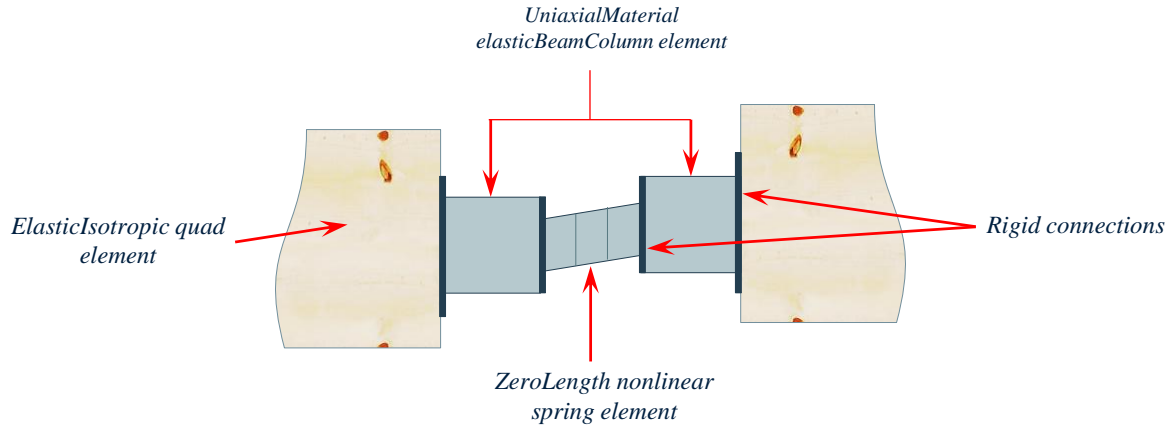 UniaxialMaterial
elasticBeamColumn element
ElasticIsotropic quad
element
Rigid connections
ZeroLength nonlinear
spring element